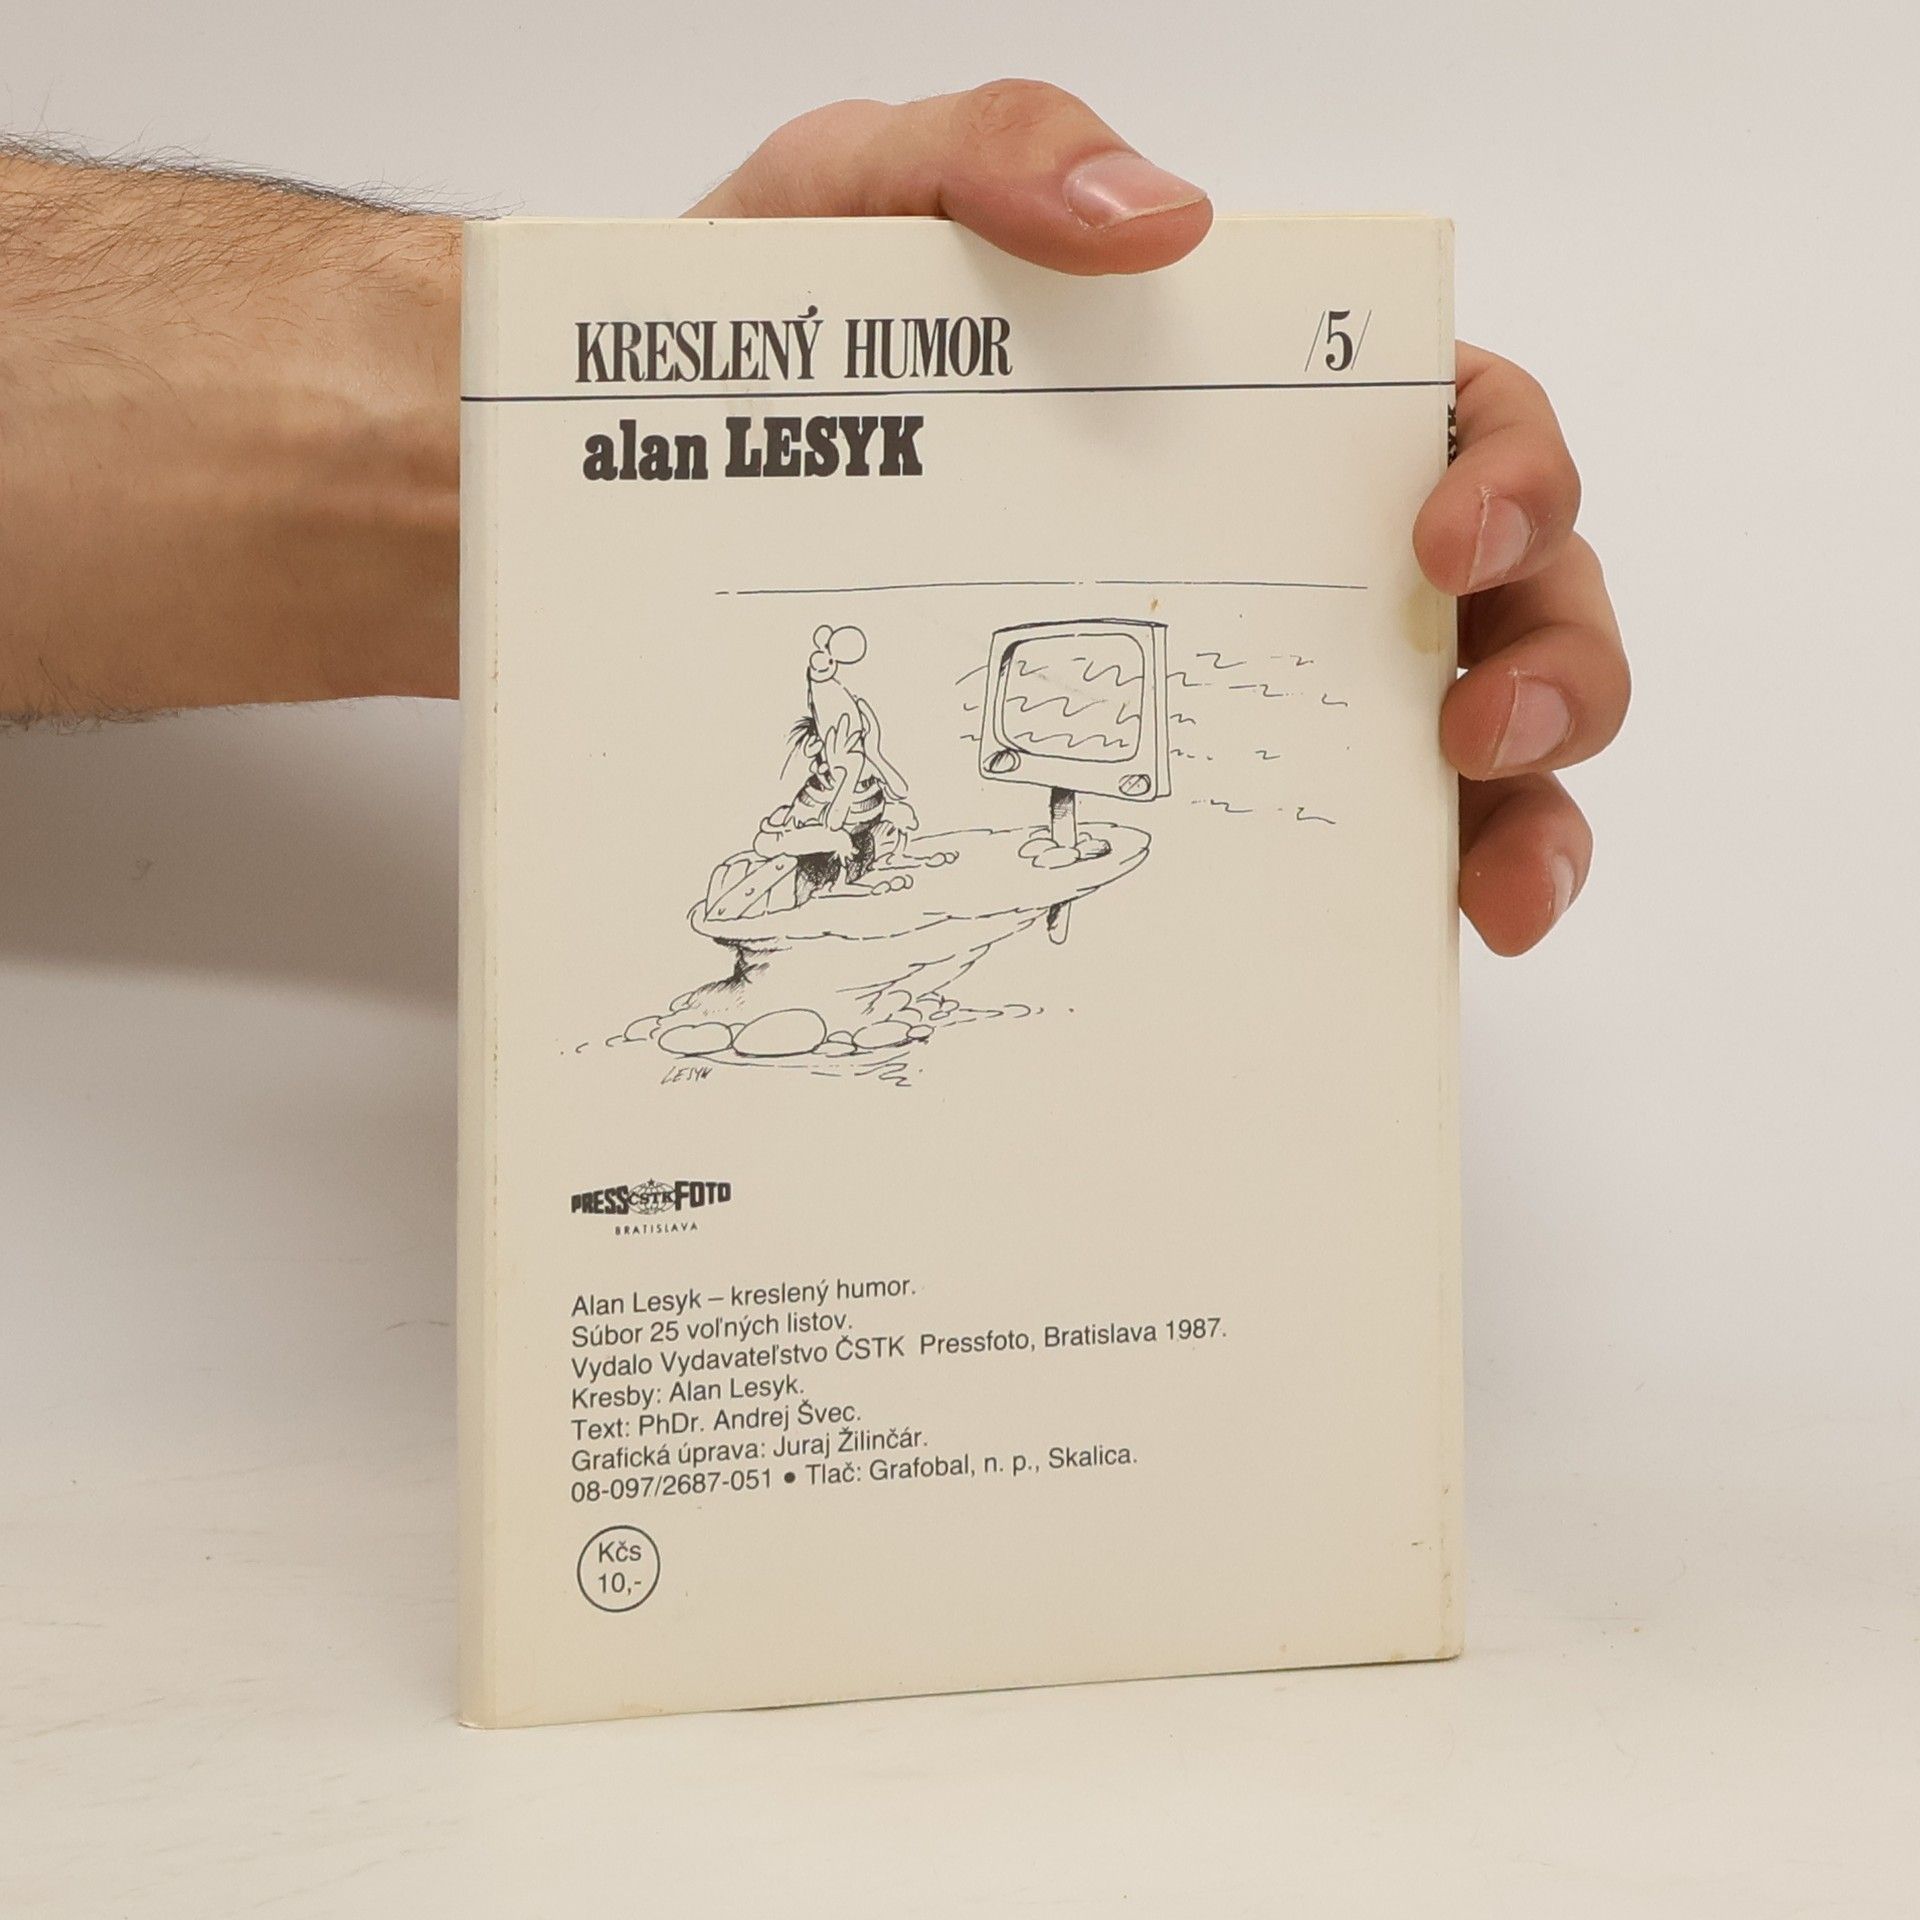 KRESLENÝ HUMOR /5/
alan LESYK
LESYK
PRESS ČSTK FOTO
BRATISLAVA
Alan Lesyk – kreslený humor.
Súbor 25 voľných listov.
Vydalo Vydavateľstvo ČSTK Pressfoto, Bratislava 1987.
Kresby: Alan Lesyk.
Text: PhDr. Andrej Švec.
Grafická úprava: Juraj Žilinčár.
08-097/2687-051 ● Tlač: Grafobal, n. p., Skalica.
Kčs
10,-